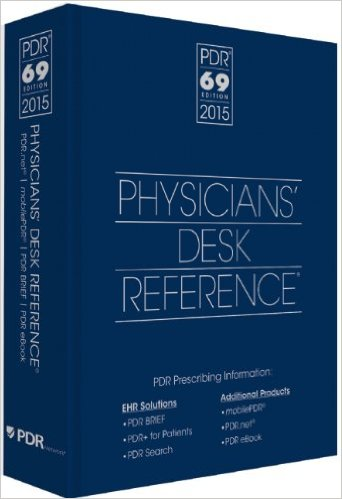 PDR®
69
EDITION
2015
PHYSICIANS' DESK REFERENCE®
PDR.net® | mobilePDR® | PDR BRIEF | PDR eBook
PDR
network
PDR®
69
EDITION
2015
PHYSICIANS'
DESK
REFERENCE®
PDR Prescribing Information:
EHR Solutions
• PDR BRIEF
• PDR+ for Patients
• PDR Search
Additional Products
• mobilePDR®
• PDR.net®
• PDR eBook